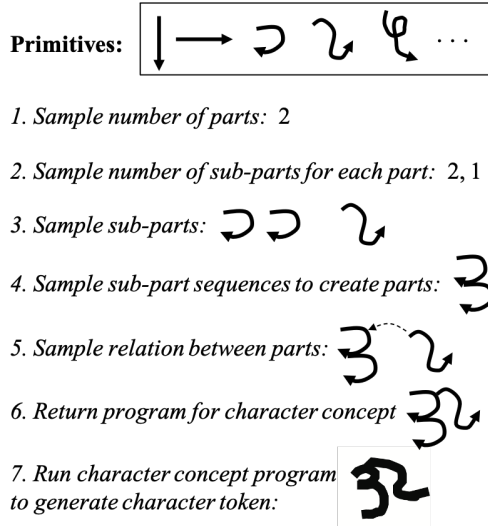 Primitives: ...
1. Sample number of parts: 2
2. Sample number of sub-parts for each part: 2, 1
3. Sample sub-parts:
4. Sample sub-part sequences to create parts:
5. Sample relation between parts:
6. Return program for character concept
7. Run character concept program
to generate character token: